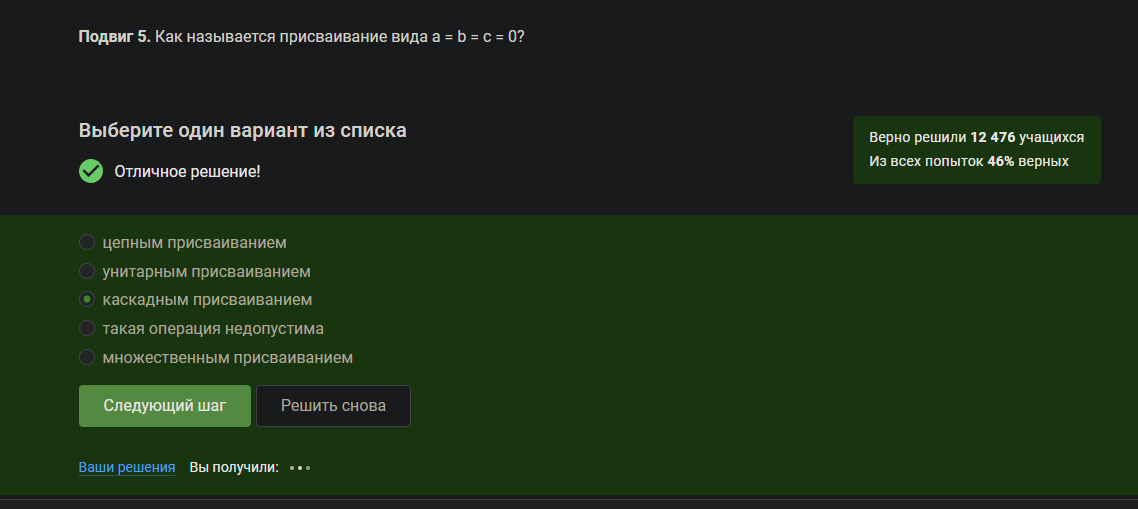 Подвиг 5. Как называется присваивание вида a = b = c = 0?
Выберите один вариант из списка
Отличное решение!
Верно решили 12 476 учащихся
Из всех попыток 46% верных
цепным присваиванием
унитарным присваиванием
каскадным присваиванием
такая операция недопустима
множественным присваиванием
Следующий шаг
Решить снова
Ваши решения Вы получили: